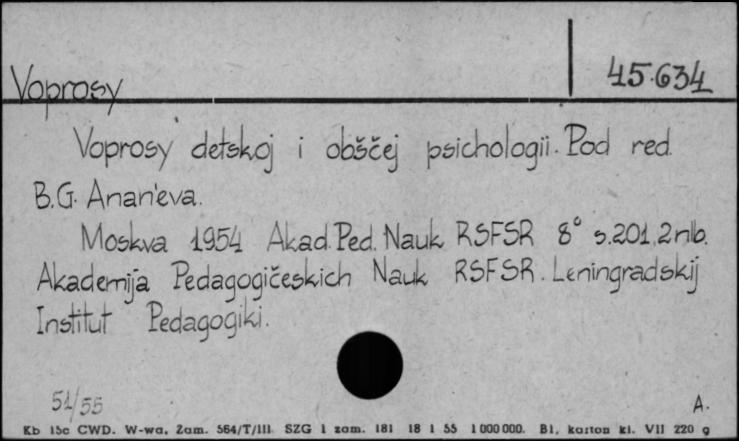 45.634
Voprosy
Voprosy detskoj i obščej psichologii. Pod red.
B.G. Anan'eva.
Moskva 1954 Akad. Ped. Nauk RSFSR 8° s.201, 2 nlb.
Akademija Pedagogičeskich Nauk RSFSR. Leningradskij
Institut Pedagogiki.
51/55
A.
Kb 15c CWD. W-wa. Zam. 564/T/III SZG 1 zam. 181 18 1 55 1 000 000. B1, karton kl. VII 220 g